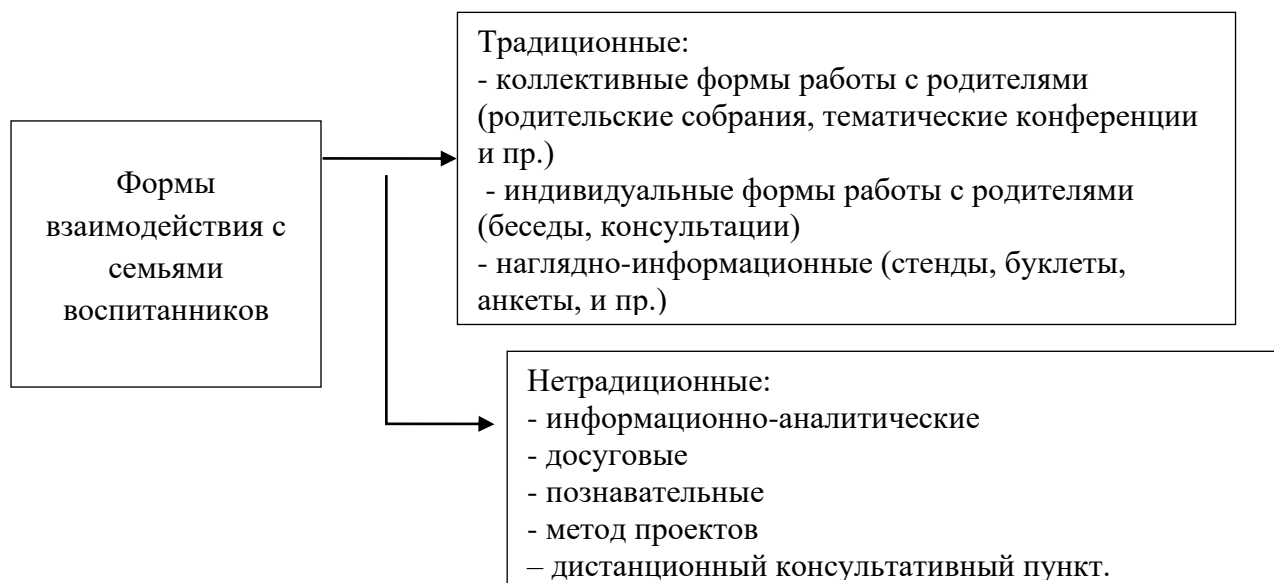 Формы
взаимодействия с
семьями
воспитанников
Традиционные:
- коллективные формы работы с родителями
(родительские собрания, тематические конференции
и пр.)
- индивидуальные формы работы с родителями
(беседы, консультации)
- наглядно-информационные (стенды, буклеты,
анкеты, и пр.)
Нетрадиционные:
- информационно-аналитические
- досуговые
- познавательные
- метод проектов
– дистанционный консультативный пункт.